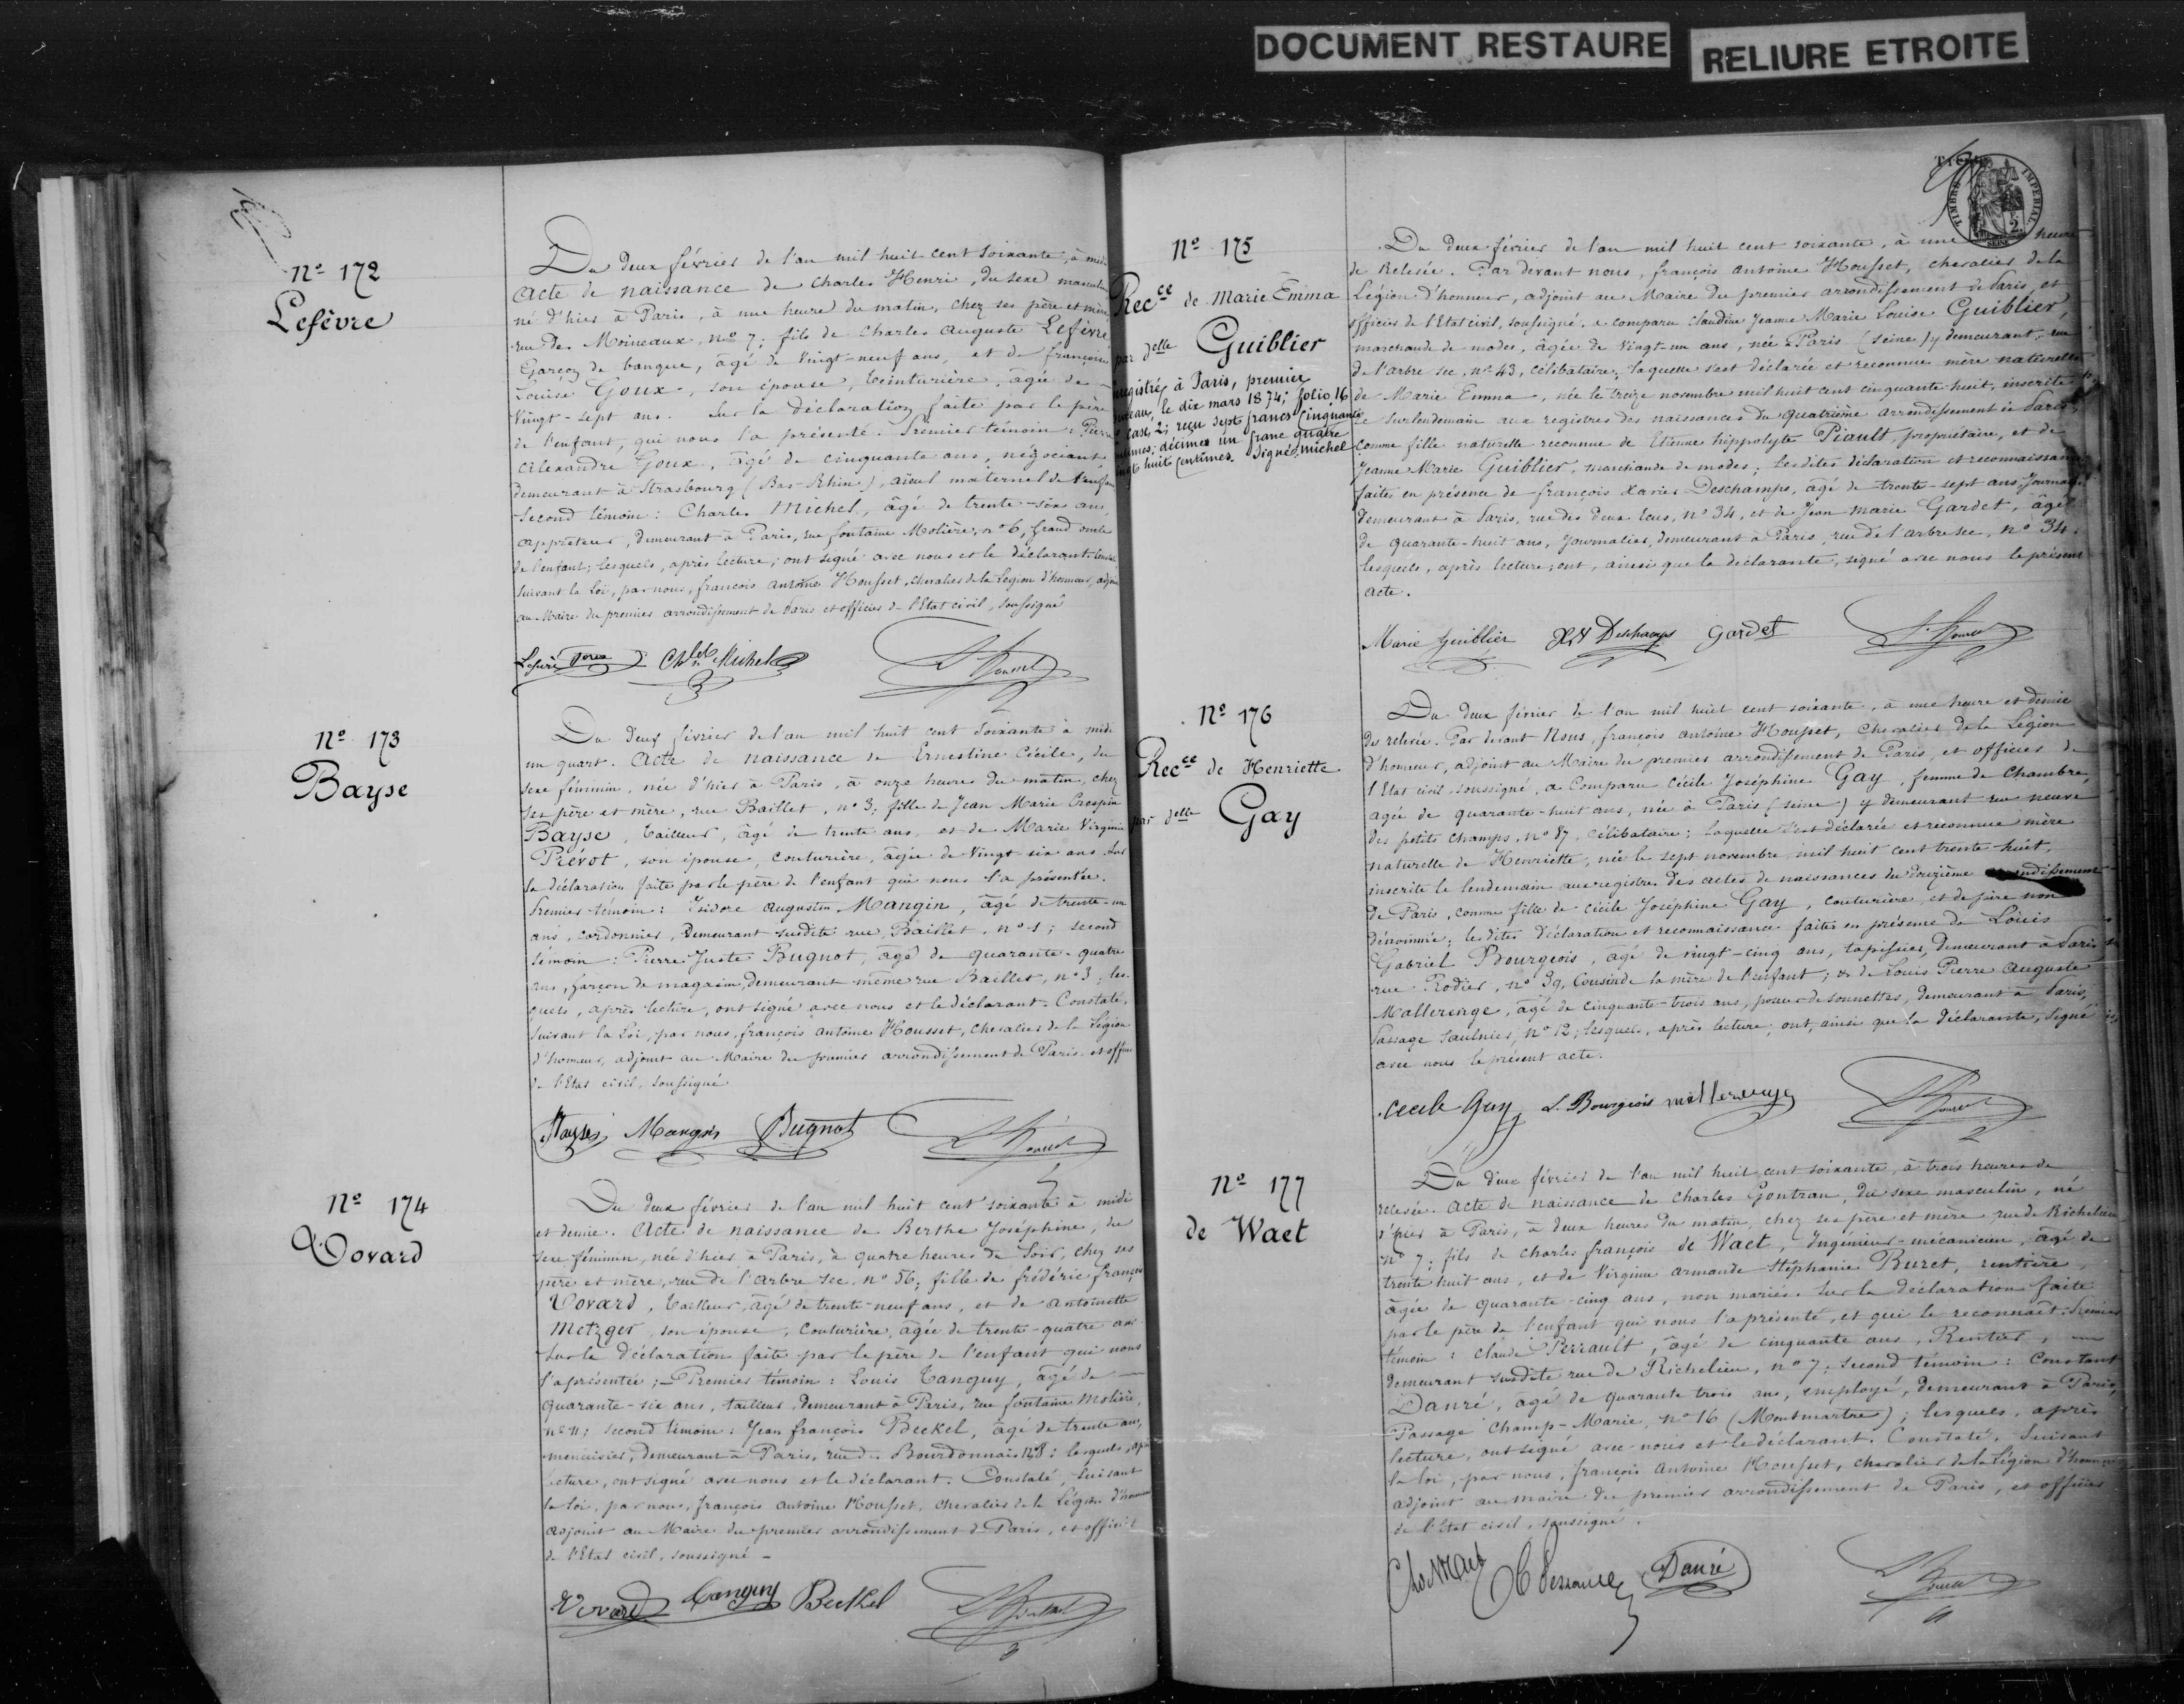 DOCUMENT RESTAURE
RELIURE ETROITE
Nº 172
Lefèvre
Du deux février de l'an mil huit cent soixante, à midi
Acte de naissance de Charles Henri, du sexe masculin
né d'hier à Paris, à une heure du matin, chez ses père et mère
rue des Moineaux, nº 7; fils de Charles Auguste Lefèvre
Garçon de banque, âgé de vingt-neuf ans, et de françoise
Louise Goux, son épouse, teinturière, âgée de
Vingt-sept ans. Sur la déclaration faite par le père
de l'enfant, qui nous l'a présenté. Premier témoin : Pierre
Alexandre Goux, âgé de cinquante ans, négociant
demeurant à Strasbourg (Bas-Rhin), aïeul maternel de l'enfant
Second témoin : Charles Michel, âgé de trente-six ans,
apprêteur, demeurant à Paris, rue fontaine Molière, nº 6, grand oncle
de l'enfant; lesquels, après lecture, ont signé avec nous et le déclarant.
Suivant la Loi, par nous, françois Antoine Housset, chevalier de la Légion d'honneur, adjoint
au Maire du premier arrondissement de Paris et officier de l'Etat civil, soussigné
Lefèvre Goux Ch Michel
Nº 173
Bayse
Du deux février de l'an mil huit cent soixante à midi
un quart. Acte de naissance de Ernestine Cécile, du
sexe féminin, née d'hier à Paris, à onze heures du matin, chez
ses père et mère, rue Baillet, nº 3; fille de Jean Marie Crespin
Bayse, tailleur, âgé de trente ans, et de Marie Virginie
Prévot, son épouse, couturière, âgée de vingt six ans. Sur
la déclaration faite par le père de l'enfant qui nous l'a présentée.
Premier témoin : Isidore Augustin Mangin, âgé de trente-un
ans, cordonnier, Demeurant susdite rue Baillet, nº 1; second
témoin : Pierre Juste Bugnot, âgé de quarante-quatre
ans, garçon de magasin, demeurant même rue Baillet, nº 3; les-
quels, après lecture, ont signé avec nous et le déclarant. Constaté,
Suivant la Loi, par nous, françois antoine Housset, chevalier de la Légion
d'honneur, adjoint au Maire du premier arrondissement de Paris et officier
de l'Etat civil, soussigné
Bayse Mangin Bugnot
Nº 174
Vovard
Du deux février de l'an mil huit cent soixante à midi
et demie. Acte de naissance de Berthe Joséphine, du
sexe féminin, née d'hier à Paris, à quatre heures du soir, chez ses
père et mère, rue de l'arbre sec, nº 56; fille de frédéric françois
Vovard, tailleur, âgé de trente-neuf ans, et de antoinette
Metzger, son épouse, couturière, âgée de trente-quatre ans
Sur la déclaration faite par le père de l'enfant qui nous
l'a présentée; Premier témoin : Louis Tanguy, âgé de
quarante-six ans, tailleur, demeurant à Paris, rue fontaine Molière,
nº 11; second témoin : Jean françois Beckel, âgé de trente ans,
menuisier, demeurant à Paris, rue des Bourdonnais; lesquels, après
lecture, ont signé avec nous et le déclarant. Constaté, suivant
la Loi, par nous, françois Antoine Housset, chevalier de la Légion d'honneur
adjoint au Maire du premier arrondissement de Paris, et officier
de l'Etat civil, soussigné
Vovard Tanguy Beckel
TIMBRE IMPERIAL
SEINE
Nº 175
Recce de Marie Emma
par delle Guiblier
Enregistré à Paris, premier
bureau, le dix mars 1874; folio 16
case 2; reçu sept francs Cinquante
centimes; décimes un franc quatre
vingt huit centimes. Signé Michel
Du deux février de l'an mil huit cent soixante, à une heure
de Relevée. Par devant nous, françois antoine Housset, chevalier de la
Légion d'honneur, adjoint au Maire du premier arrondissement de Paris, et
officier de l'Etat civil, soussigné, a comparu Claudine Jeanne Marie Louise Guiblier,
marchande de modes, âgée de Vingt-un ans, née à Paris (Seine) y demeurant, rue
de l'arbre sec, nº 43, célibataire; laquelle s'est déclarée et reconnue mère naturelle
de Marie Emma, née le treize novembre mil huit cent cinquante-huit, inscrite
le surlendemain aux registres des naissances du quatrième arrondissement de Paris,
comme fille naturelle reconnue de Etienne hippolyte Piault, propriétaire, et de
Jeanne Marie Guiblier, marchande de modes; Lesdites déclaration et reconnaissance
faites en présence de françois Xavier Deschamps, âgé de trente-sept ans, Journalier
demeurant à Paris, rue des deux écus, nº 34, et de Jean Marie Gardet, âgé
de quarante-huit ans, Journalier, demeurant à Paris, rue de l'arbre sec, nº 34.
lesquels, après lecture, ont, ainsi que la déclarante, signé avec nous le présent
acte.
Marie Guiblier Deschamps Gardet
Nº 176
Recce de Henriette
par delle Gay
Du deux février de l'an mil huit cent soixante, à une heure et demie
de relevée. Par devant Nous, françois antoine Housset, Chevalier de la Légion
d'honneur, adjoint au Maire du premier arrondissement de Paris, et officier de
l'Etat civil, soussigné, a Comparu Cécile Joséphine Gay, femme de chambre,
âgée de quarante-huit ans, née à Paris (seine) y demeurant rue neuve
des petits champs, nº 87, célibataire; laquelle s'est déclarée et reconnue mère
naturelle de Henriette, née le sept novembre mil huit cent trente-huit,
inscrite le lendemain aux registres des actes de naissances du douzième arrondissement
de Paris, comme fille de Cécile Joséphine Gay, couturière, et de père non
dénommé; lesdites déclaration et reconnaissance faites en présence de Louis
Gabriel Bourgeois, âgé de vingt-cinq ans, tapissier, demeurant à Paris,
rue Rodier, nº 39, Cousin de la mère de l'enfant; & de Louis Pierre Auguste
Mallerenge, âgé de cinquante-trois ans, poseur de sonnettes, demeurant à Paris,
Passage Saulnier, nº 12; lesquels, après lecture, ont, ainsi que la déclarante, Signé
avec nous le présent acte.
Cecile Gay L. Bourgeois Mallerenge
Nº 177
de Waet
Du deux février de l'an mil huit cent soixante, à trois heures de
relevée. Acte de naissance de Charles Gontran, du sexe masculin, né
d'hier à Paris, à deux heures du matin, chez ses père et mère rue de Richelieu
nº 7; fils de Charles françois de Waet, Ingénieur-mécanicien, âgé de
trente huit ans, et de Virginie Armande Stéphanie Buret, rentière,
âgée de quarante-cinq ans, non mariés. Sur la déclaration faite
par le père de l'enfant qui nous l'a présenté, et qui le reconnaît. Premier
témoin : Claude Perrault, âgé de cinquante ans, Rentier,
demeurant susdite rue de Richelieu, nº 7; Second témoin : Constant
Danré, âgé de quarante trois ans, employé, demeurant à Paris,
Passage Champ-Marie, nº 16 (Montmartre); lesquels, après
lecture, ont signé avec nous et le déclarant. Constaté, Suivant
la loi, par nous, françois Antoine Housset, chevalier de la Légion d'honneur
adjoint au maire du premier arrondissement de Paris, et officier
de l'Etat civil, soussigné.
Danré